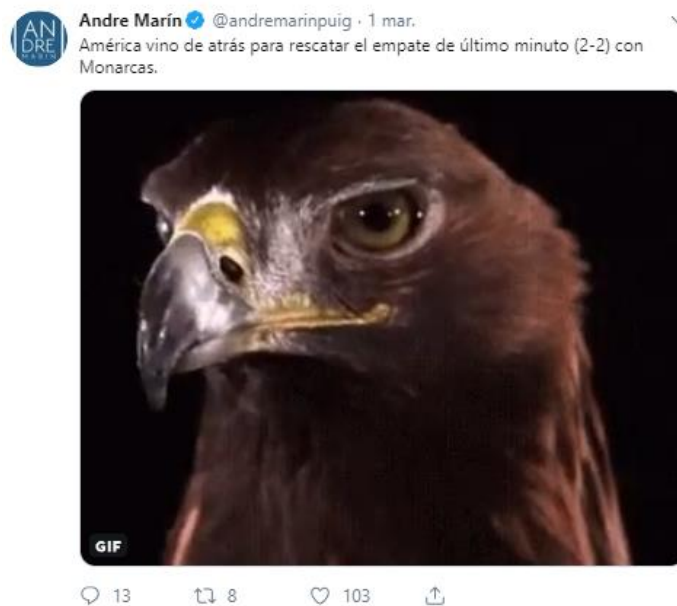 AN
DRE
MARÍN
Andre Marín @andremarinpuig · 1 mar.
América vino de atrás para rescatar el empate de último minuto (2-2) con
Monarcas.
GIF
13 8 103